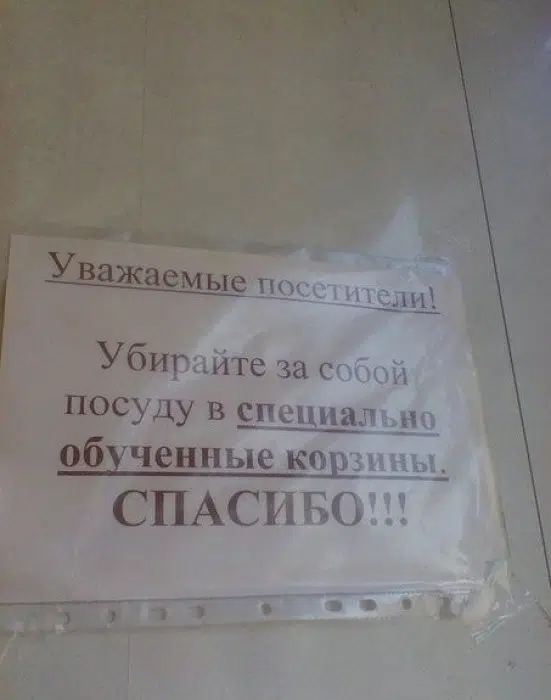 Уважаемые посетители!
Убирайте за собой
посуду в специально
обученные корзины.
СПАСИБО!!!